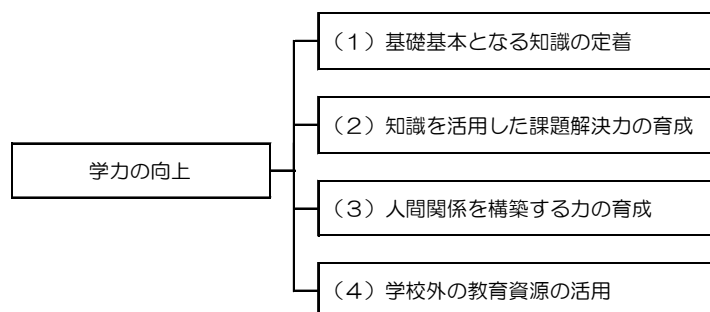 学力の向上
（1）基礎基本となる知識の定着
（2）知識を活用した課題解決力の育成
（3）人間関係を構築する力の育成
（4）学校外の教育資源の活用